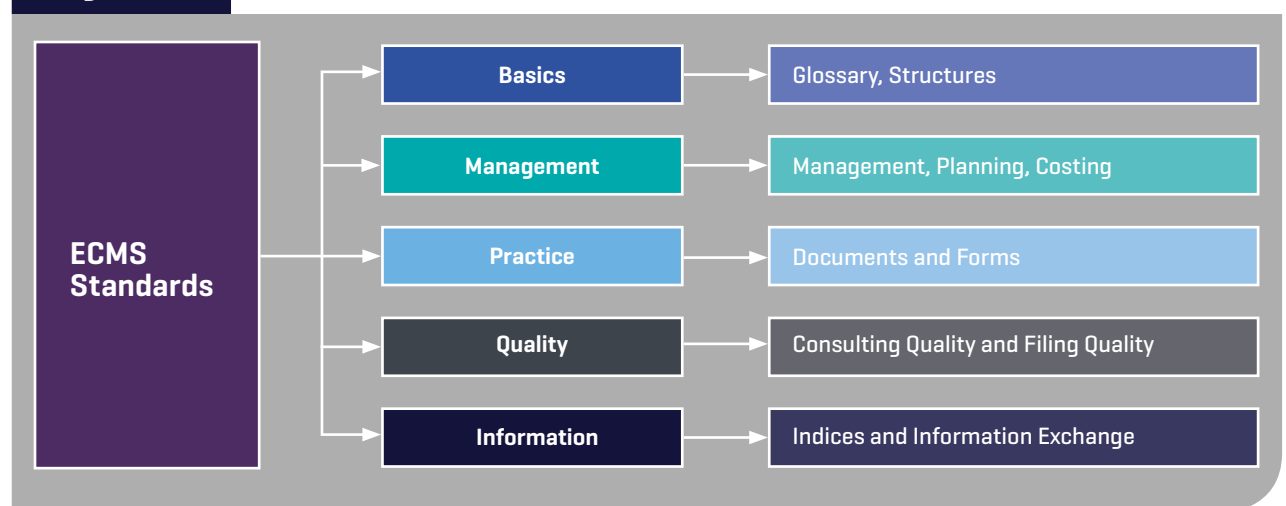 ECMS
Standards
Basics
Glossary, Structures
Management
Management, Planning, Costing
Practice
Documents and Forms
Quality
Consulting Quality and Filing Quality
Information
Indices and Information Exchange